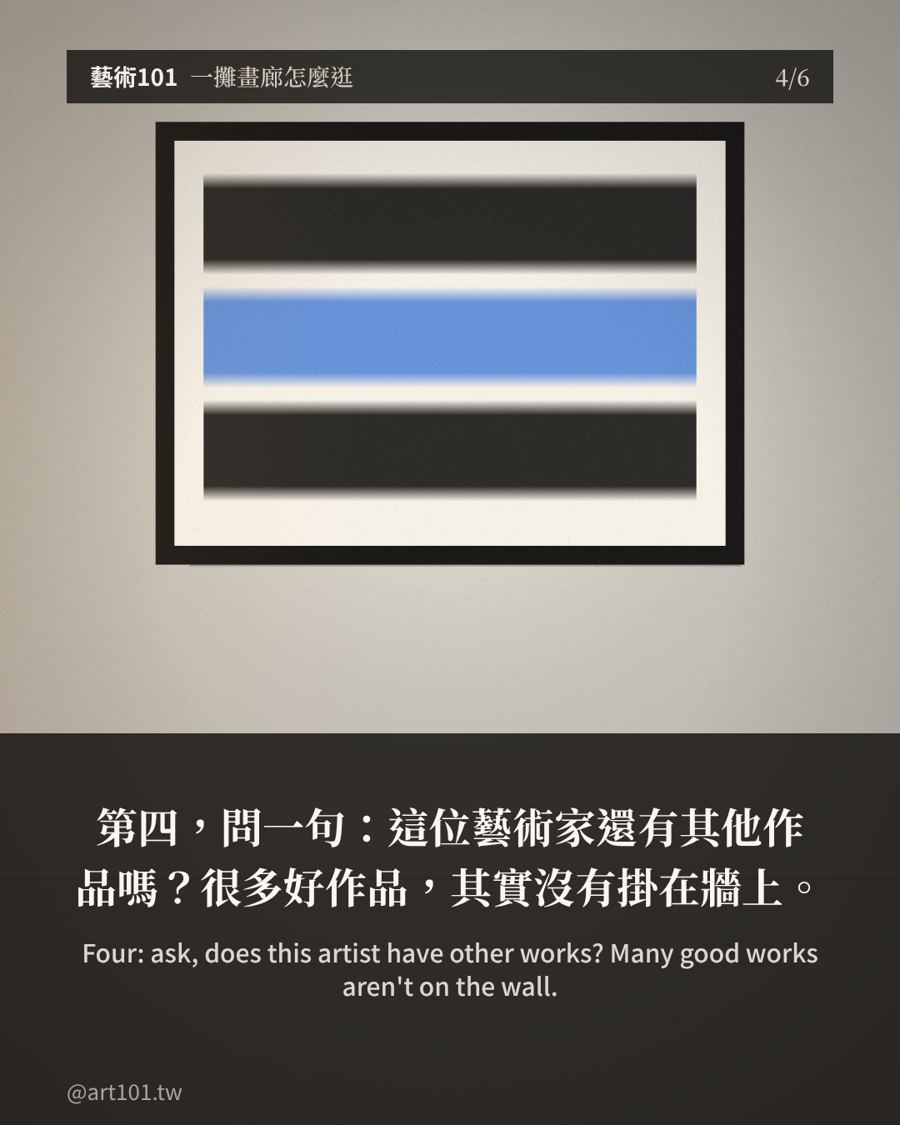 藝術101 一攤畫廊怎麼逛 4/6
第四，問一句：這位藝術家還有其他作
品嗎？很多好作品，其實沒有掛在牆上。
Four: ask, does this artist have other works? Many good works
aren't on the wall.
@art101.tw